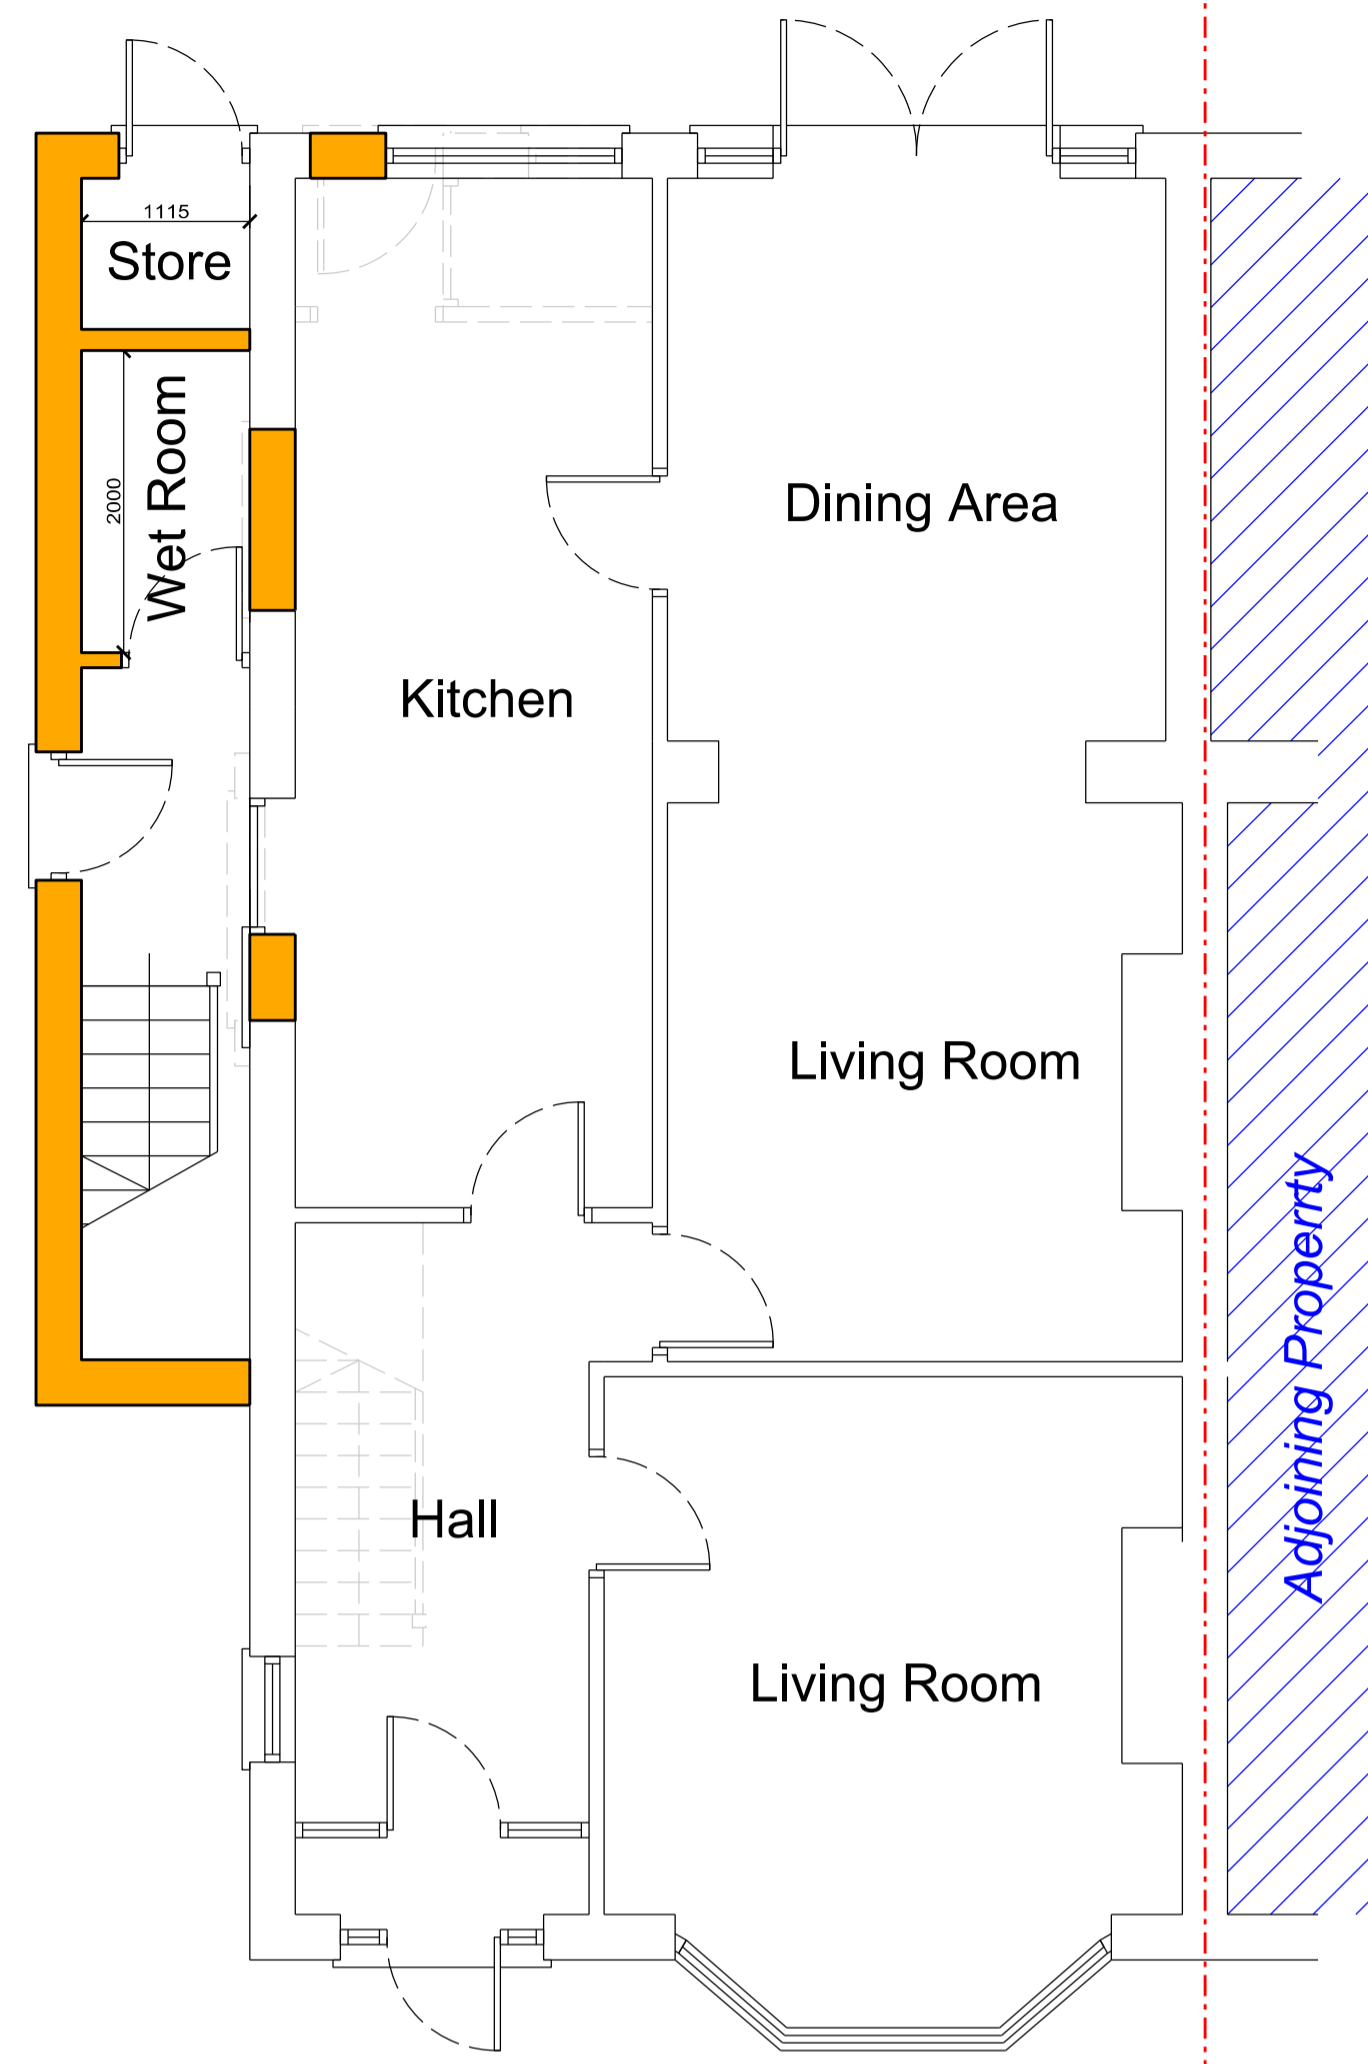 1115
Store
Wet Room
2000
Dining Area
Kitchen
Living Room
Adjoining Property
Hall
Living Room